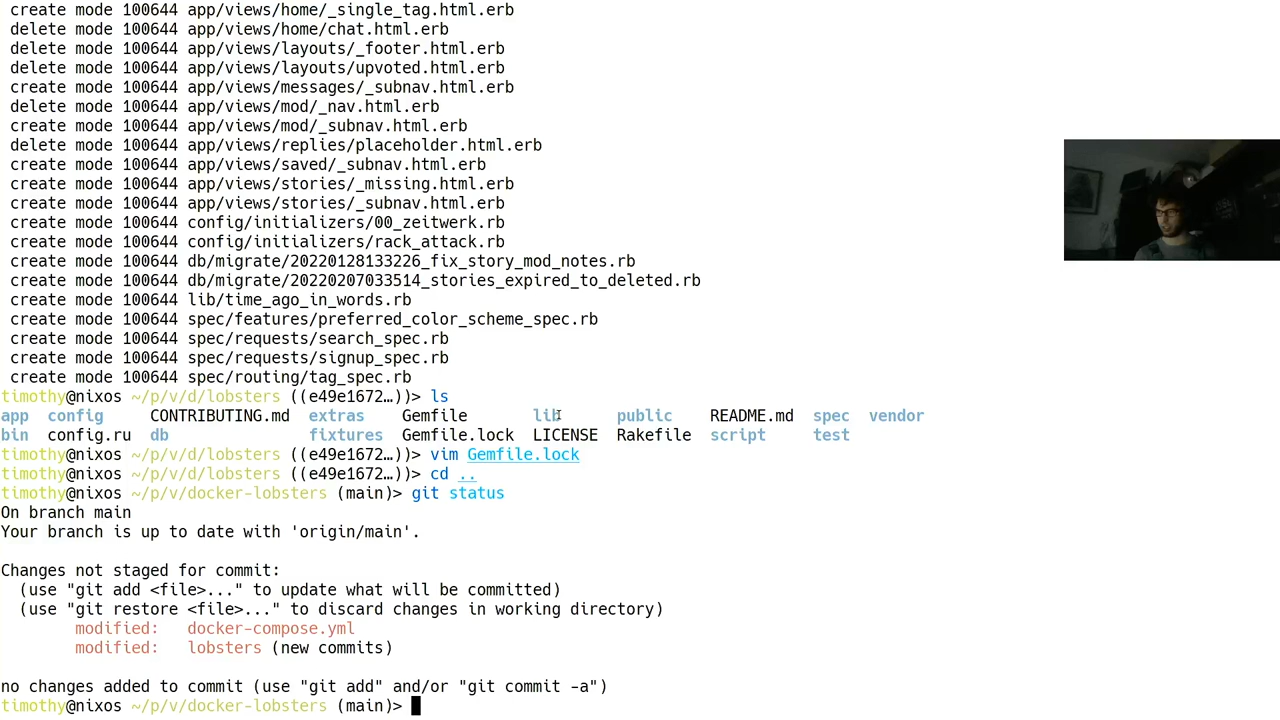 create mode 100644 app/views/home/_single_tag.html.erb
delete mode 100644 app/views/home/chat.html.erb
delete mode 100644 app/views/layouts/_footer.html.erb
delete mode 100644 app/views/layouts/upvoted.html.erb
create mode 100644 app/views/messages/_subnav.html.erb
delete mode 100644 app/views/mod/_nav.html.erb
create mode 100644 app/views/mod/_subnav.html.erb
delete mode 100644 app/views/replies/placeholder.html.erb
create mode 100644 app/views/saved/_subnav.html.erb
create mode 100644 app/views/stories/_missing.html.erb
create mode 100644 app/views/stories/_subnav.html.erb
create mode 100644 config/initializers/00_zeitwerk.rb
create mode 100644 config/initializers/rack_attack.rb
create mode 100644 db/migrate/20220128133226_fix_story_mod_notes.rb
create mode 100644 db/migrate/20220207033514_stories_expired_to_deleted.rb
create mode 100644 lib/time_ago_in_words.rb
create mode 100644 spec/features/preferred_color_scheme_spec.rb
create mode 100644 spec/requests/search_spec.rb
create mode 100644 spec/requests/signup_spec.rb
create mode 100644 spec/routing/tag_spec.rb
timothy@nixos ~/p/v/d/lobsters ((e49e1672…))> ls
app config CONTRIBUTING.md extras Gemfile lib public README.md spec vendor
bin config.ru db fixtures Gemfile.lock LICENSE Rakefile script test
timothy@nixos ~/p/v/d/lobsters ((e49e1672…))> vim Gemfile.lock
timothy@nixos ~/p/v/d/lobsters ((e49e1672…))> cd ..
timothy@nixos ~/p/v/docker-lobsters (main)> git status
On branch main
Your branch is up to date with 'origin/main'.
Changes not staged for commit:
(use "git add <file>..." to update what will be committed)
(use "git restore <file>..." to discard changes in working directory)
modified: docker-compose.yml
modified: lobsters (new commits)
no changes added to commit (use "git add" and/or "git commit -a")
timothy@nixos ~/p/v/docker-lobsters (main)>